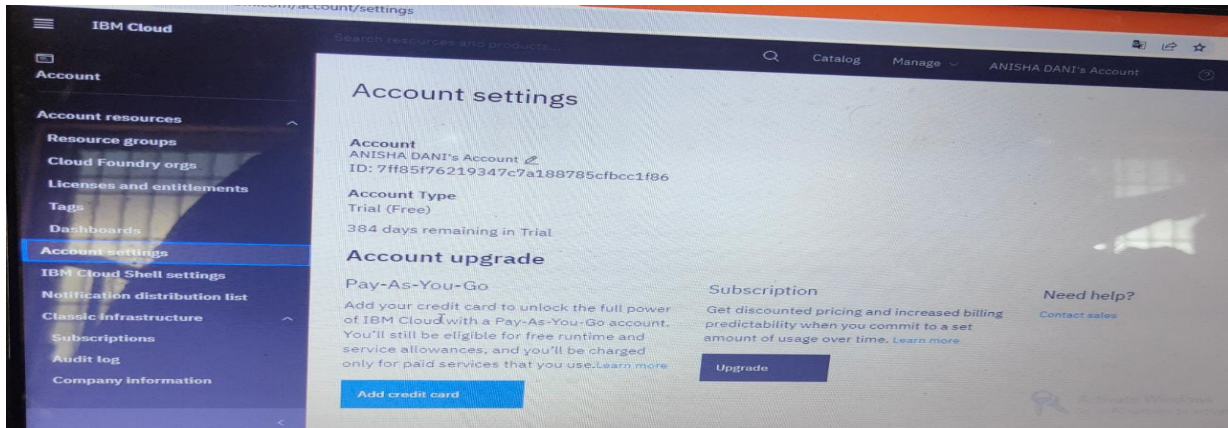 com/account/settings
IBM Cloud
Search resources and products...
Catalog
Manage
ANISHA DANI's Account
Account
Account resources
Resource groups
Cloud Foundry orgs
Licenses and entitlements
Tags
Dashboards
Account settings
IBM Cloud Shell settings
Notification distribution list
Classic infrastructure
Subscriptions
Audit log
Company information
Account settings
Account
ANISHA DANI's Account
ID: 7ff85f76219347c7a188785cfbcc1f86
Account Type
Trial (Free)
384 days remaining in Trial
Account upgrade
Pay-As-You-Go
Add your credit card to unlock the full power
of IBM Cloud with a Pay-As-You-Go account.
You'll still be eligible for free runtime and
service allowances, and you'll be charged
only for paid services that you use. Learn more
Add credit card
Subscription
Get discounted pricing and increased billing
predictability when you commit to a set
amount of usage over time. Learn more
Upgrade
Need help?
Contact sales
Activate Windows